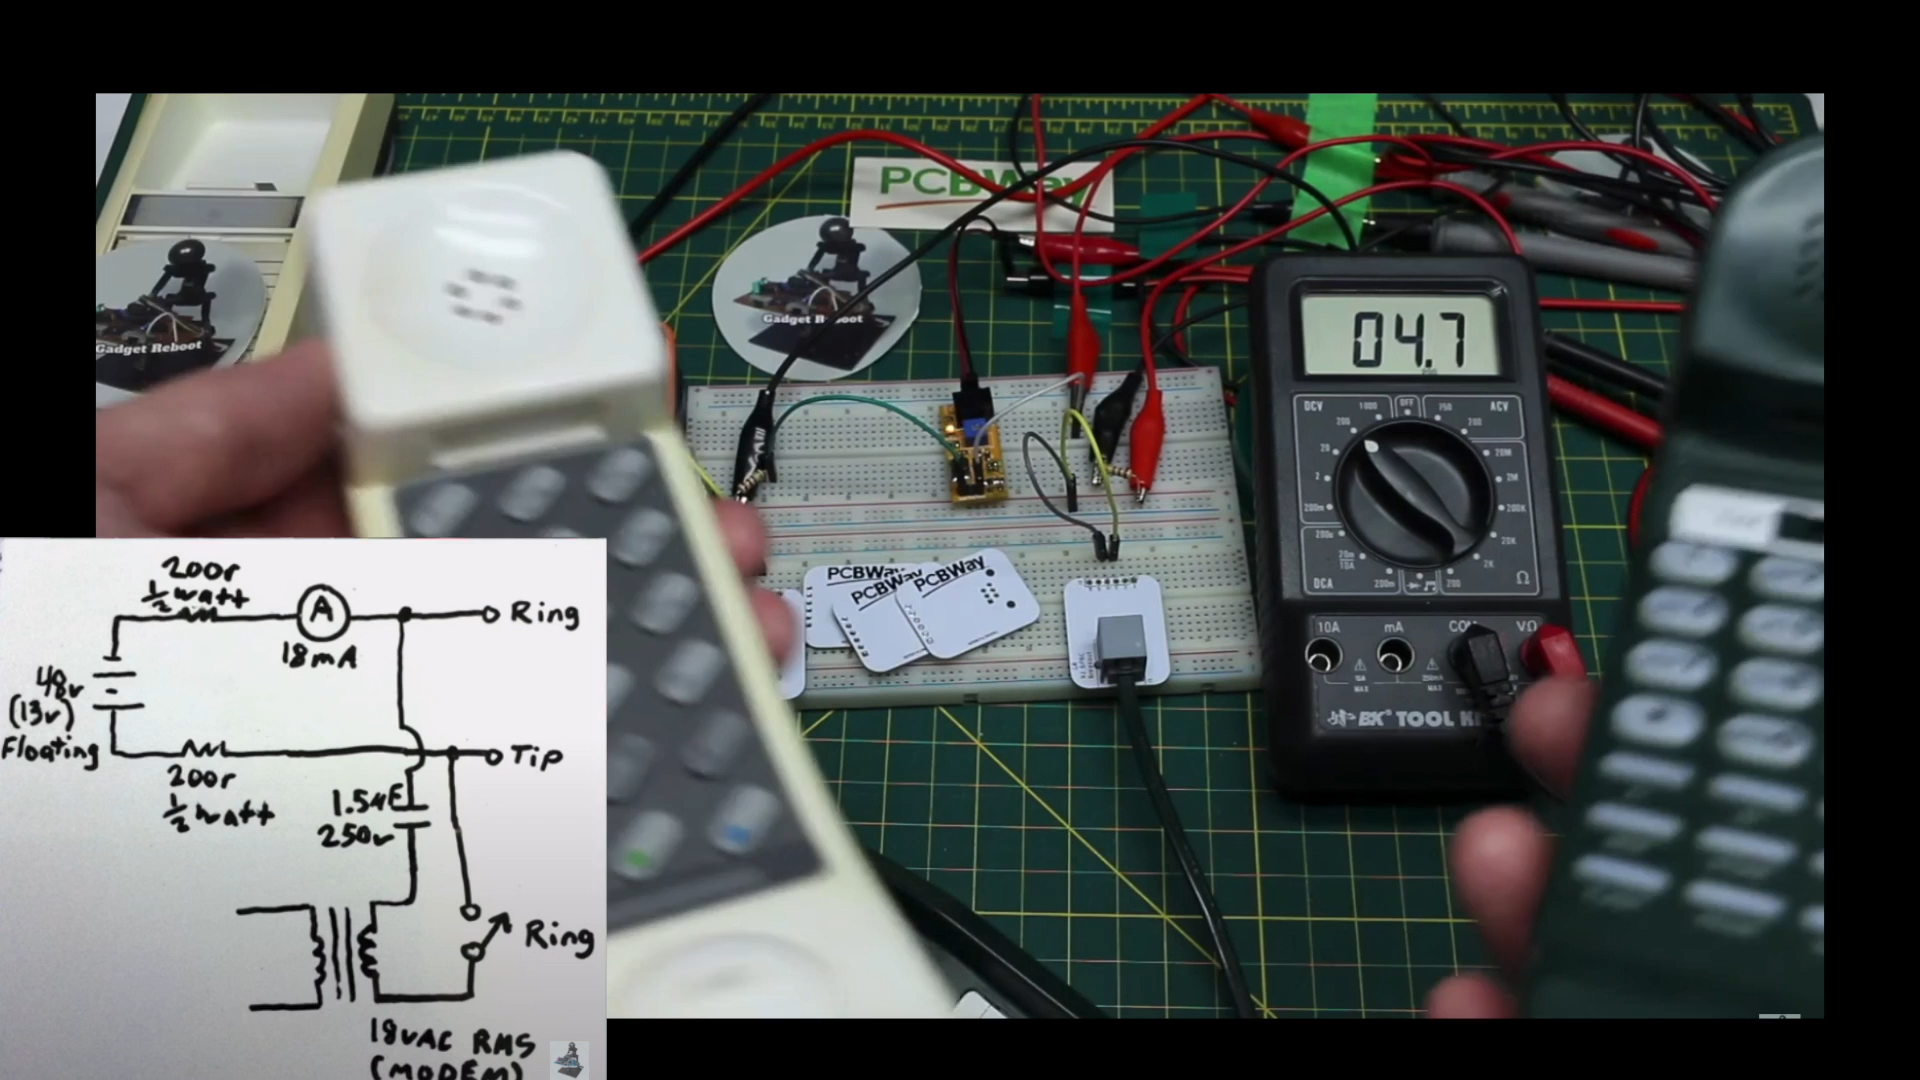 PCBWay
Gadget Reboot
Gadget Reboot
04.7
DCV
1000
OFF
750
ACV
200
200
20
20M
2
2M
200m
200K
200u
20K
20m
10A
2K
DCA
200m
200
Ω
10A
mA
COM
VΩ
MAX
MAX
BK TOOL
PCBWay
PCBWay
PCBWay
200r
1/2 watt
A
18mA
Ring
48v
(13v)
Floating
Tip
200r
1/2 watt
1.5uF
250v
Ring
18VAC RMS
(MODEM)